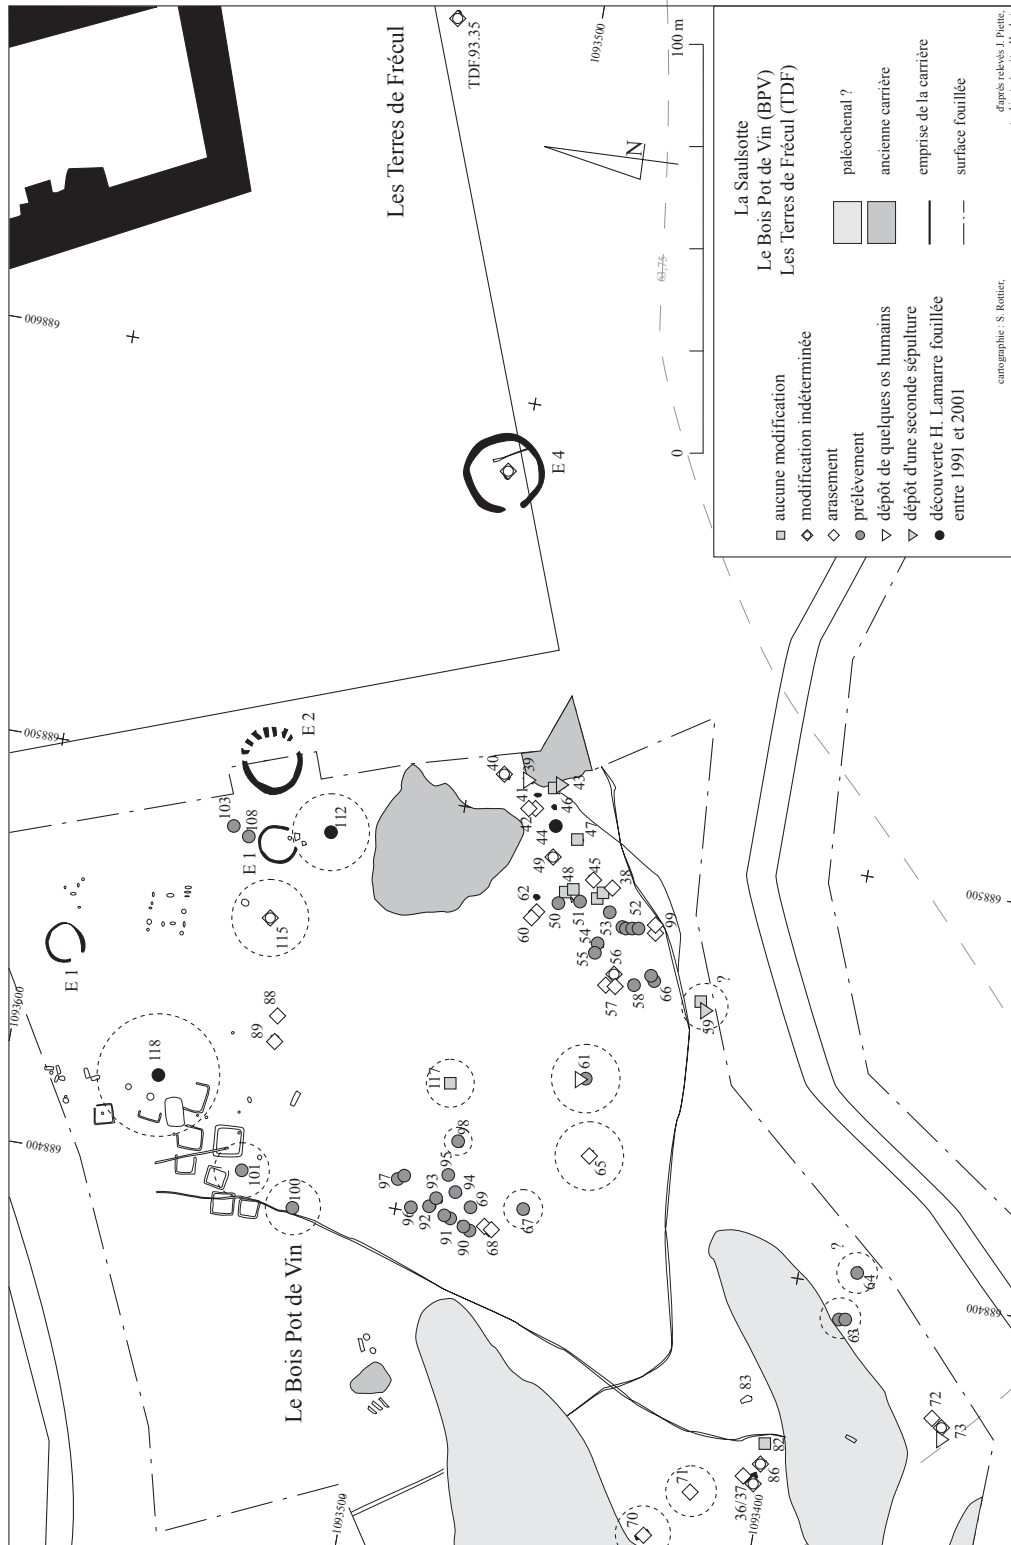 La Saulsotte
Le Bois Pot de Vin (BPV)
Les Terres de Frécul (TDF)
aucune modification
modification indéterminée
arasement
prélèvement
dépôt de quelques os humains
dépôt d'une seconde sépulture
découverte H. Lamarre fouillée
entre 1991 et 2001
paléochenal ?
ancienne carrière
emprise de la carrière
surface fouillée
cartographie : S. Rottier,
d'après relevés J. Piette,
0
100 m
N
63,75
Les Terres de Frécul
TDF.93.35
1093500
688600
688500
E 4
E 2
E 1
103
108
112
E 1
115
1093600
118
88
89
101
100
688400
Le Bois Pot de Vin
117
98
95
97
93
94
96
92
69
91
90
68
67
40
39
41
42
43
46
44
47
49
48
45
38
62
60
50
51
53
52
54
55
99
56
57
58
66
59
?
61
65
688500
688400
?
64
63
72
73
83
82
86
36/37
1093400
71
70
1093500